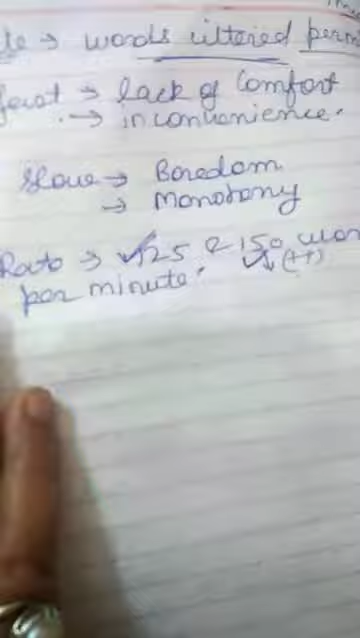 → words uttered per
→ lack of Comfort
→ inconvenience.
Slow → Boredom
→ Monotony
Rate → 125 & 150 wor
(++)
per minute.